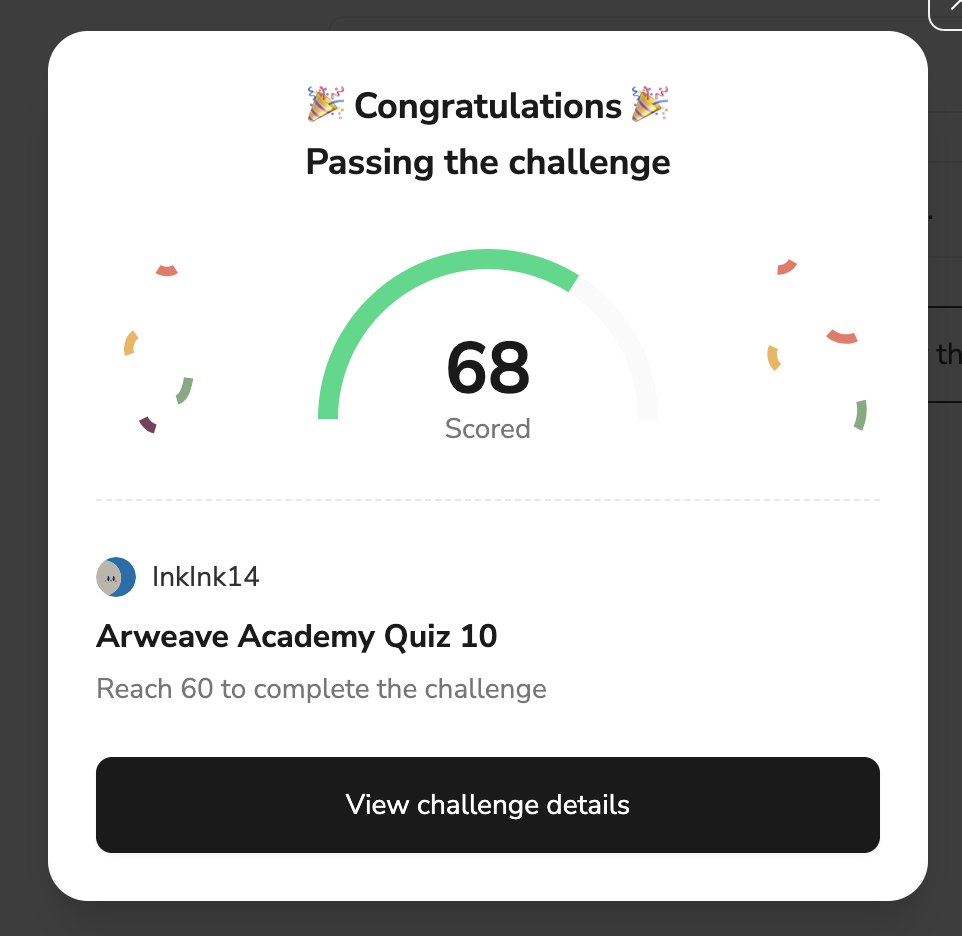 🎉 Congratulations 🎉
Passing the challenge
68
Scored
th
InkInk14
Arweave Academy Quiz 10
Reach 60 to complete the challenge
View challenge details